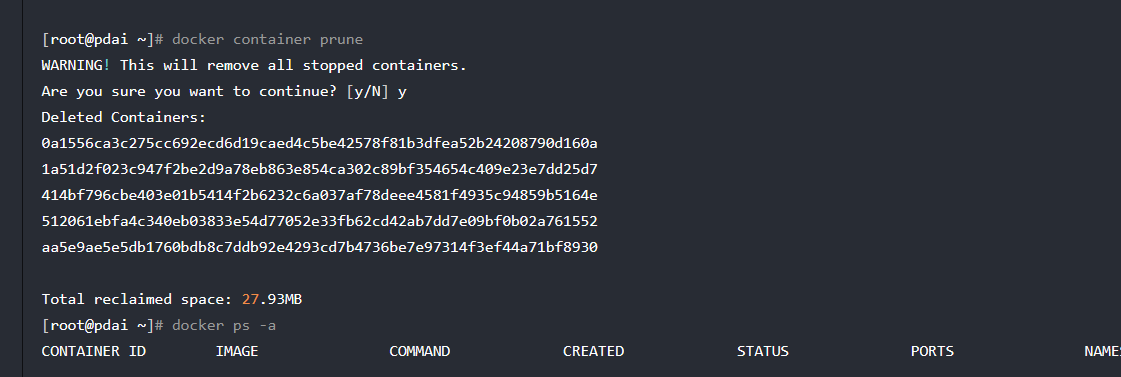 [root@pdai ~]# docker container prune
WARNING! This will remove all stopped containers.
Are you sure you want to continue? [y/N] y
Deleted Containers:
0a1556ca3c275cc692ecd6d19caed4c5be42578f81b3dfea52b24208790d160a
1a51d2f023c947f2be2d9a78eb863e854ca302c89bf354654c409e23e7dd25d7
414bf796cbe403e01b5414f2b6232c6a037af78deee4581f4935c94859b5164e
512061ebfa4c340eb03833e54d77052e33fb62cd42ab7dd7e09bf0b02a761552
aa5e9ae5e5db1760bdb8c7ddb92e4293cd7b4736be7e97314f3ef44a71bf8930
Total reclaimed space: 27.93MB
[root@pdai ~]# docker ps -a
CONTAINER ID IMAGE COMMAND CREATED STATUS PORTS NAMES